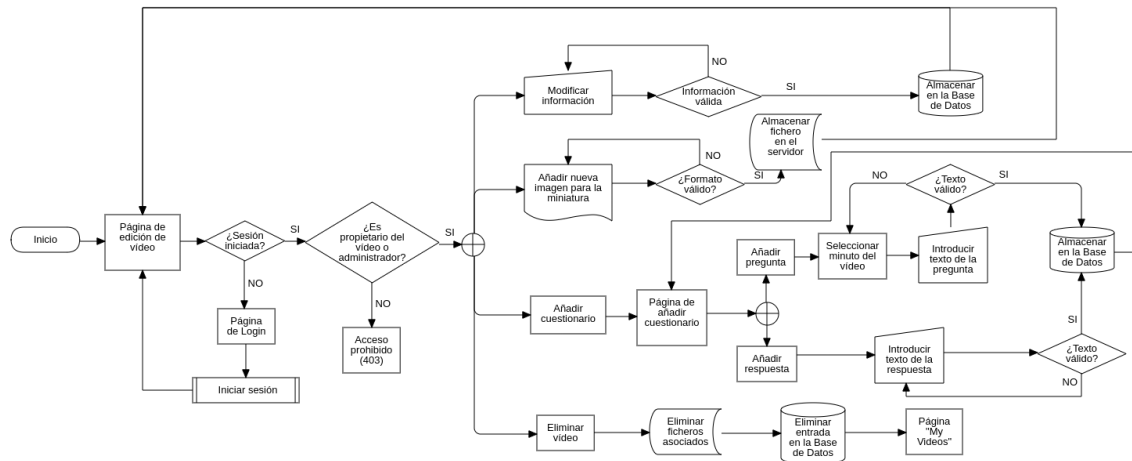 NO
Modificar
información
Información
válida
SI
Almacenar
en la Base
de Datos
Almacenar
fichero
en el
servidor
NO
Añadir nueva
imagen para la
miniatura
¿Formato
válido?
SI
NO
¿Texto
válido?
SI
Inicio
Página de
edición de
vídeo
¿Sesión
iniciada?
SI
¿Es
propietario del
vídeo o
administrador?
SI
Añadir
pregunta
Seleccionar
minuto del
vídeo
Introducir
texto de la
pregunta
Almacenar
en la Base
de Datos
NO
Página
de Login
Iniciar sesión
NO
Acceso
prohibido
(403)
Añadir
cuestionario
Página de
añadir
cuestionario
Añadir
respuesta
Introducir
texto de la
respuesta
SI
¿Texto
válido?
NO
Eliminar
vídeo
Eliminar
ficheros
asociados
Eliminar
entrada
en la Base
de Datos
Página
"My
Videos"